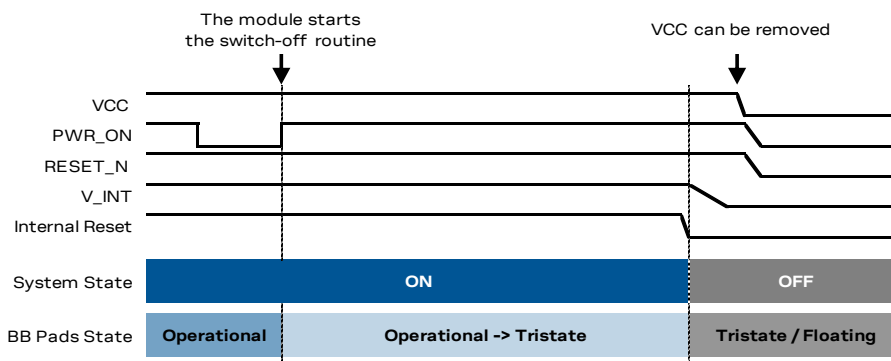 The module starts
the switch-off routine
VCC can be removed
VCC
PWR_ON
RESET_N
V_INT
Internal Reset
System State
ON
OFF
BB Pads State
Operational
Operational -> Tristate
Tristate / Floating